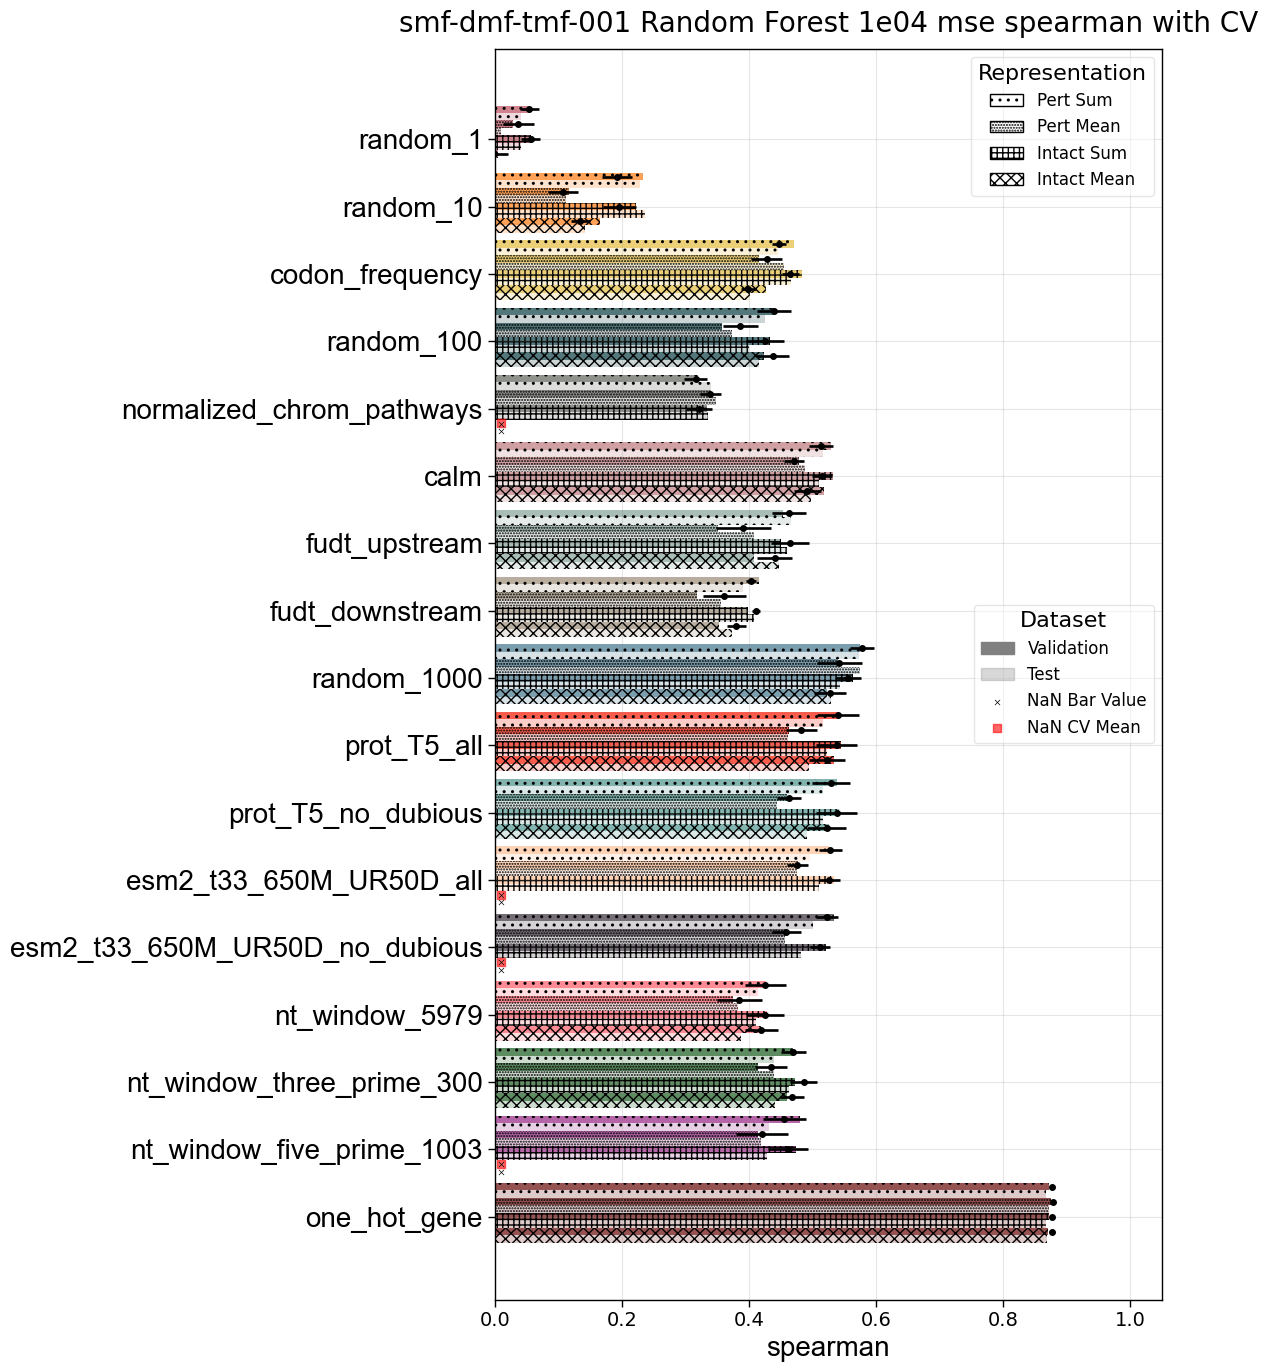 smf-dmf-tmf-001 Random Forest 1e04 mse spearman with CV
Representation
Pert Sum
Pert Mean
Intact Sum
Intact Mean
random_1
random_10
codon_frequency
random_100
normalized_chrom_pathways
calm
fudt_upstream
fudt_downstream
random_1000
prot_T5_all
prot_T5_no_dubious
esm2_t33_650M_UR50D_all
esm2_t33_650M_UR50D_no_dubious
nt_window_5979
nt_window_three_prime_300
nt_window_five_prime_1003
one_hot_gene
Dataset
Validation
Test
NaN Bar Value
NaN CV Mean
0.0 0.2 0.4 0.6 0.8 1.0
spearman